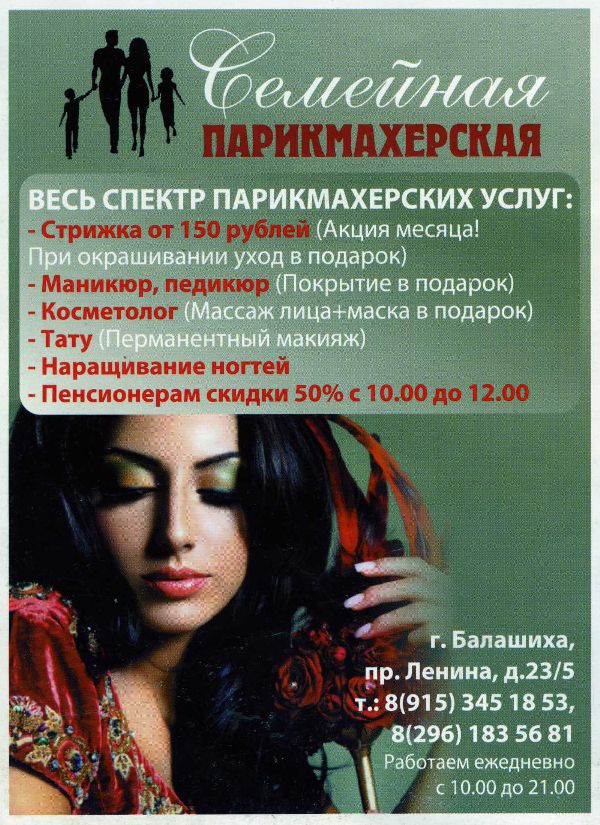 Семейная
ПАРИКМАХЕРСКАЯ
ВЕСЬ СПЕКТР ПАРИКМАХЕРСКИХ УСЛУГ:
- Стрижка от 150 рублей (Акция месяца!
При окрашивании уход в подарок)
- Маникюр, педикюр (Покрытие в подарок)
- Косметолог (Массаж лица+маска в подарок)
- Тату (Перманентный макияж)
- Наращивание ногтей
- Пенсионерам скидки 50% с 10.00 до 12.00
г. Балашиха,
пр. Ленина, д.23/5
т.: 8(915) 345 18 53,
8(296) 183 56 81
Работаем ежедневно
с 10.00 до 21.00